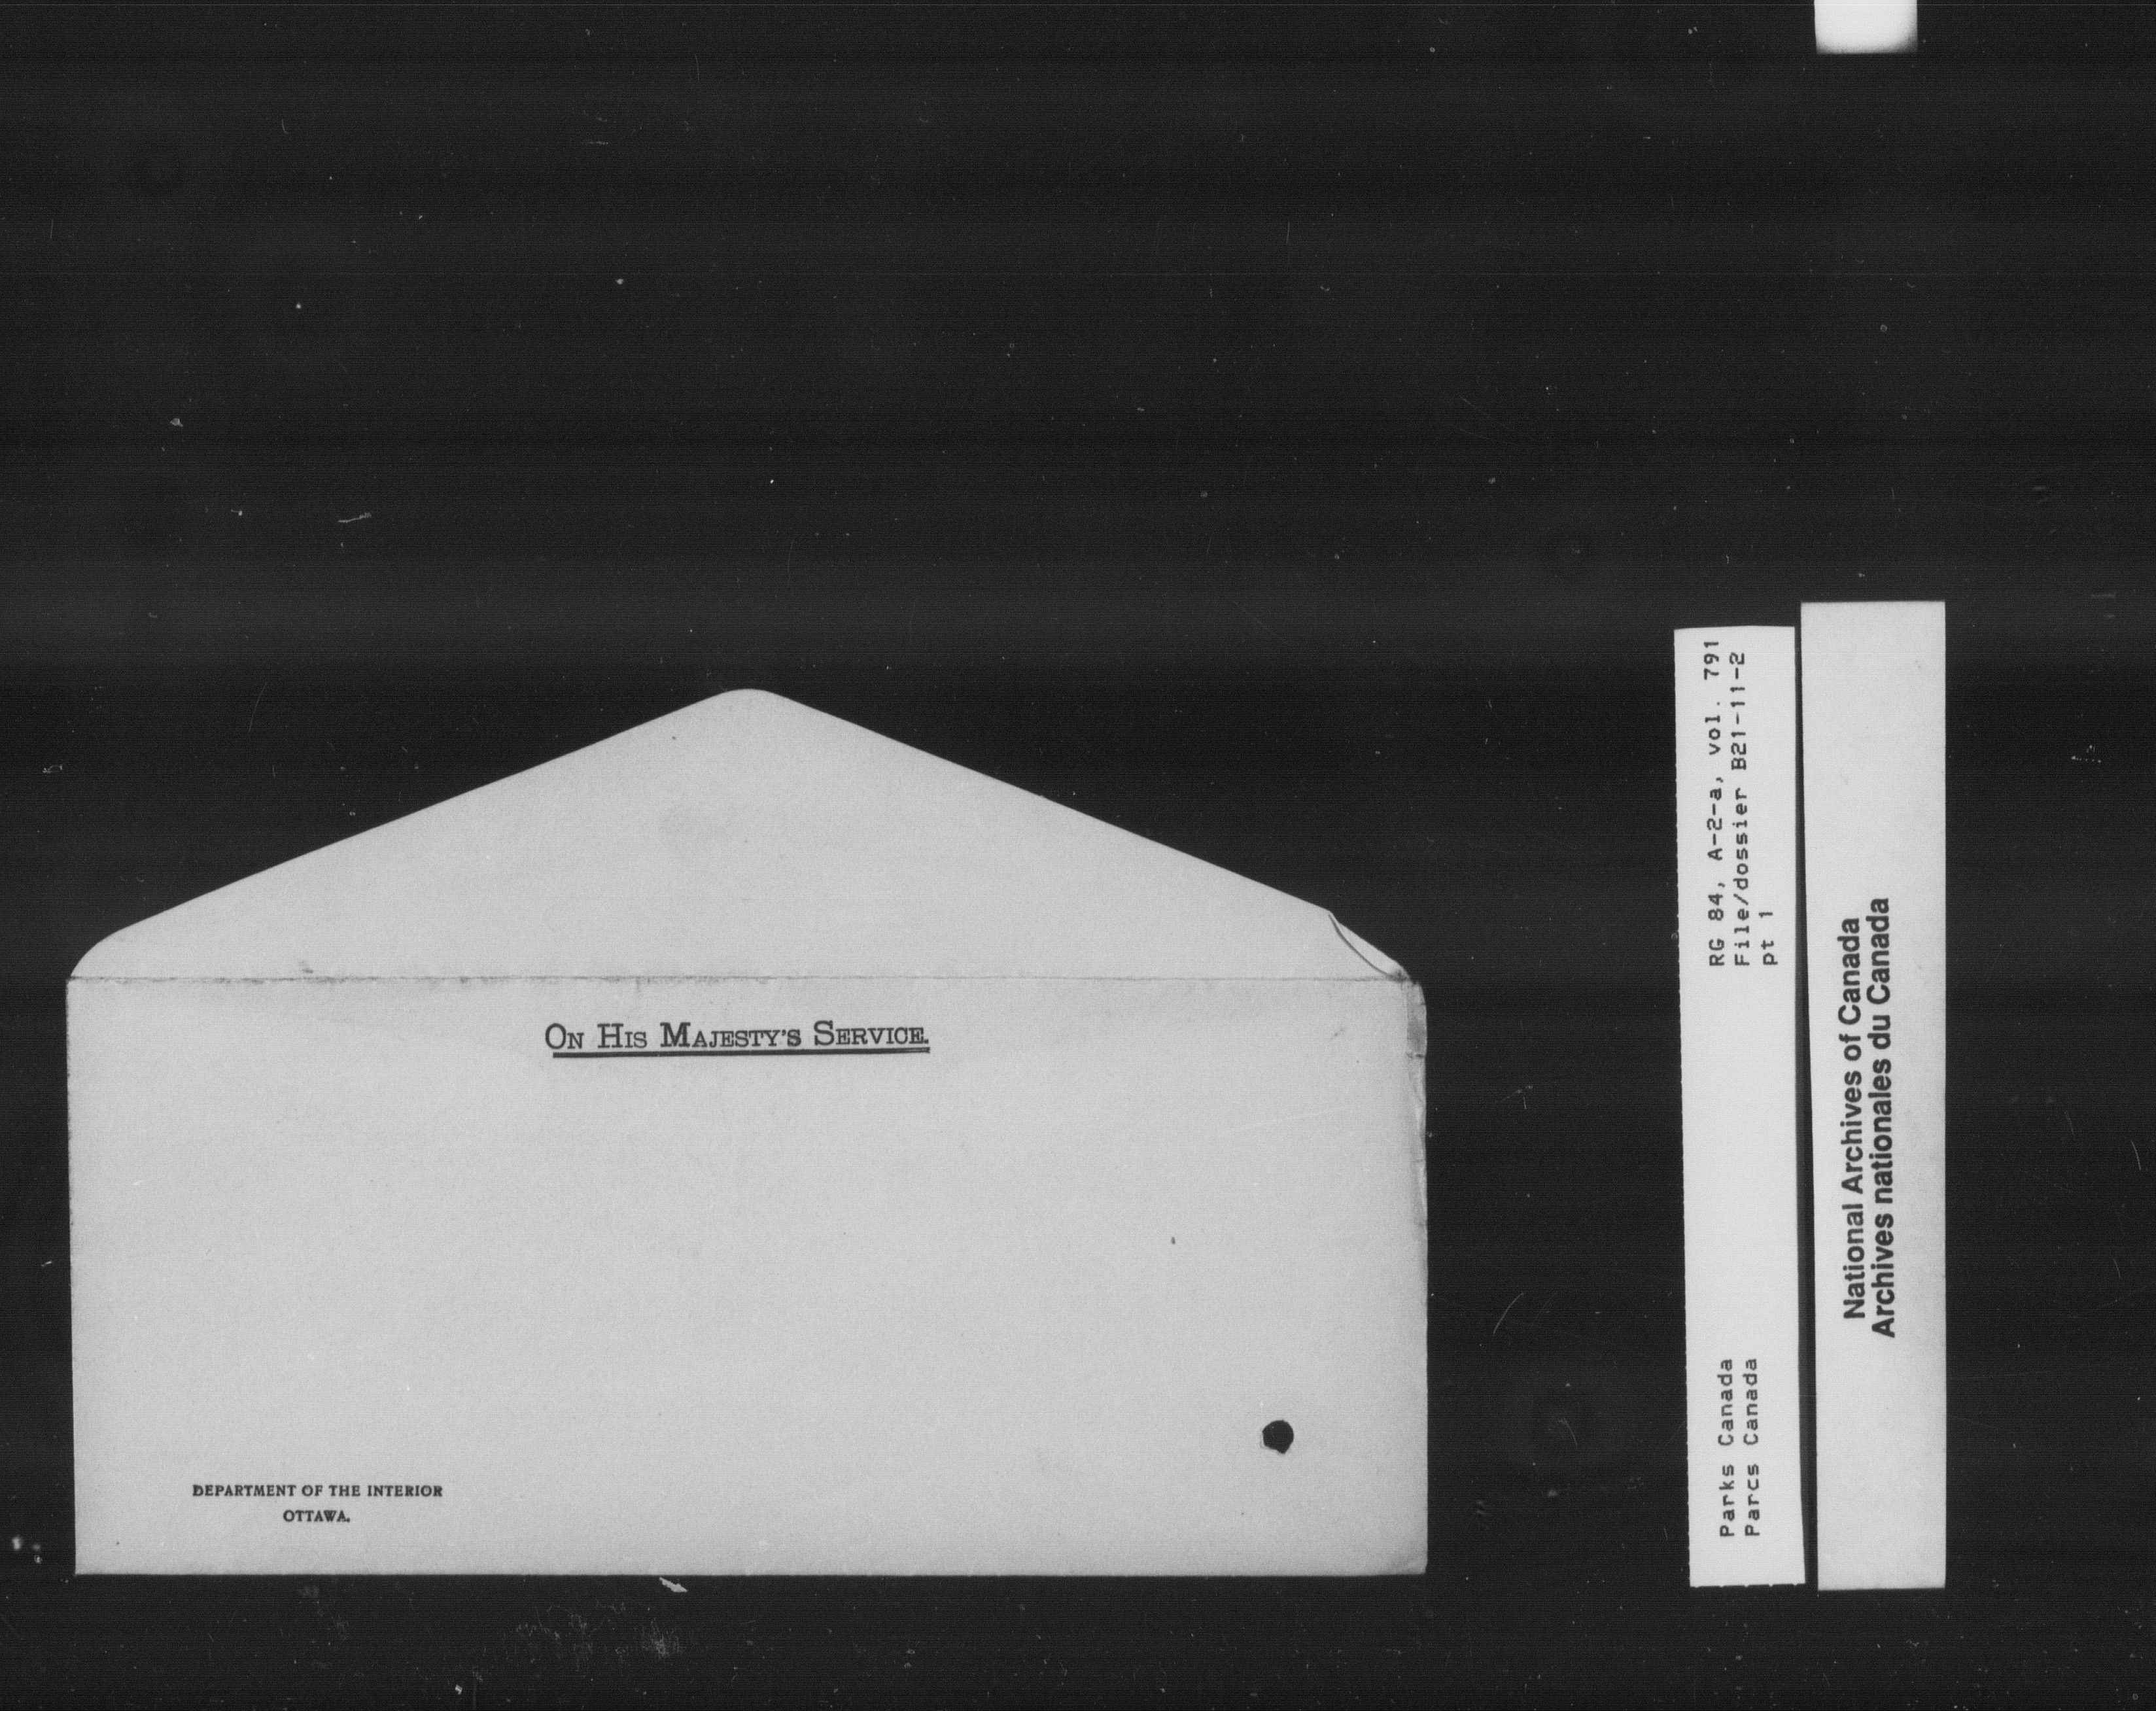 On His Majesty's Service.
DEPARTMENT OF THE INTERIOR
OTTAWA.
RG 84, A-2-a, vol. 791
File/dossier B21-11-2
pt 1
Parks Canada
Parcs Canada
National Archives of Canada
Archives nationales du Canada